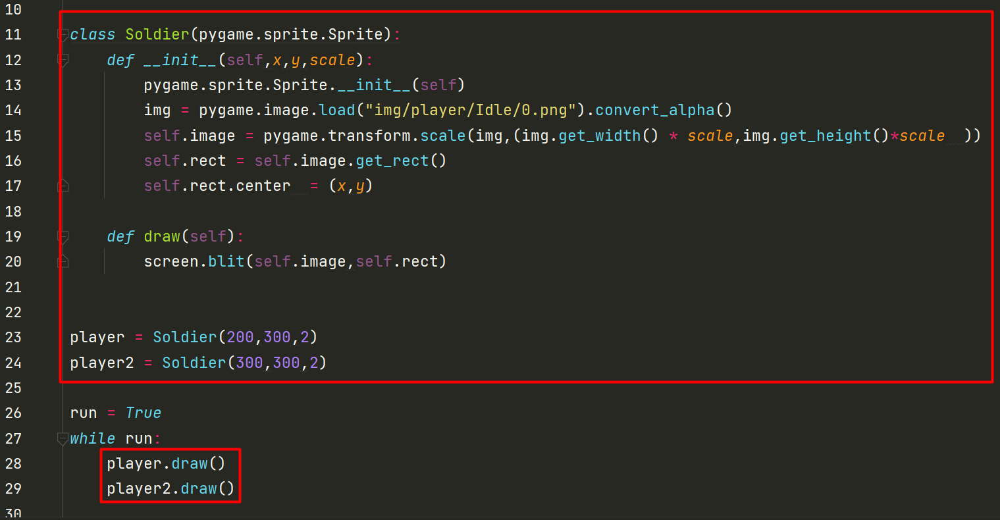 10
11 class Soldier(pygame.sprite.Sprite):
12     def __init__(self,x,y,scale):
13         pygame.sprite.Sprite.__init__(self)
14         img = pygame.image.load("img/player/Idle/0.png").convert_alpha()
15         self.image = pygame.transform.scale(img,(img.get_width() * scale,img.get_height()*scale  ))
16         self.rect = self.image.get_rect()
17         self.rect.center  = (x,y)
18
19     def draw(self):
20         screen.blit(self.image,self.rect)
21
22
23 player = Soldier(200,300,2)
24 player2 = Soldier(300,300,2)
25
26 run = True
27 while run:
28     player.draw()
29     player2.draw()
30